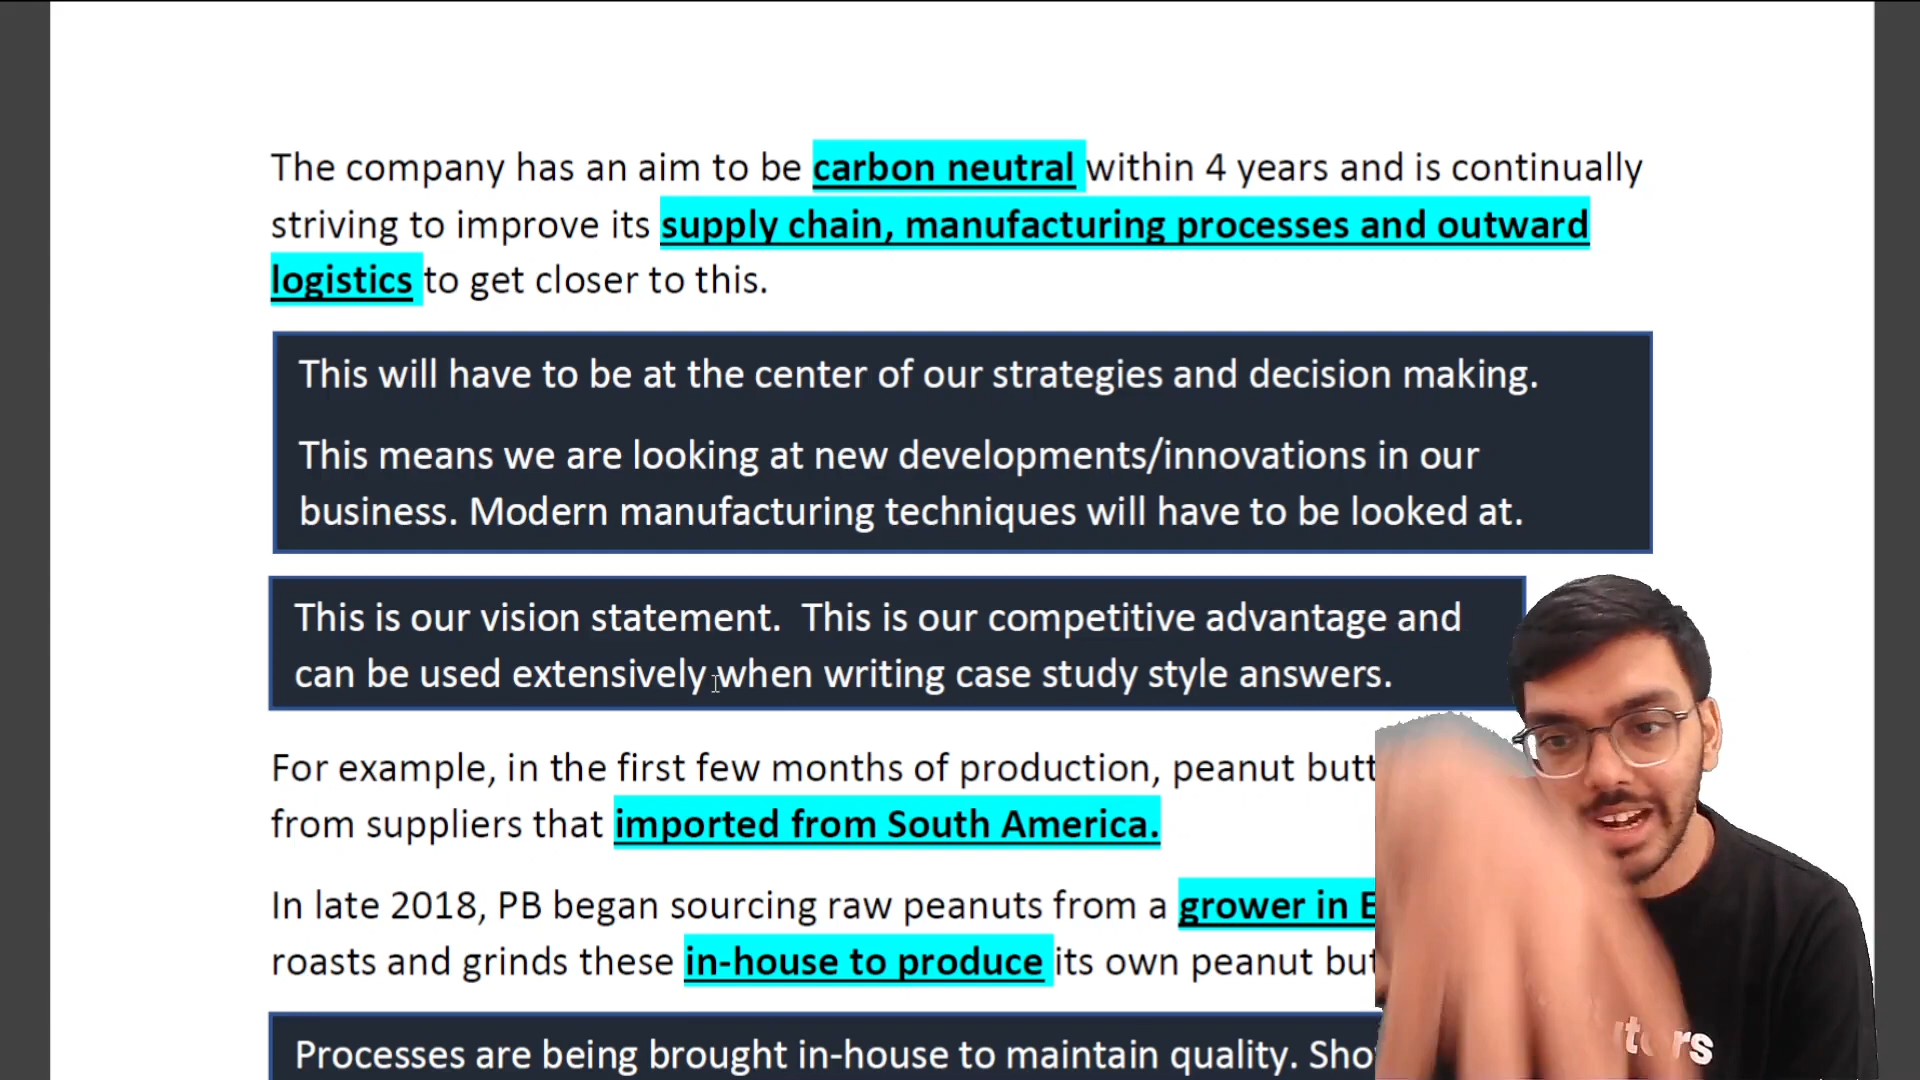 The company has an aim to be carbon neutral within 4 years and is continually
striving to improve its supply chain, manufacturing processes and outward
logistics to get closer to this.
This will have to be at the center of our strategies and decision making.
This means we are looking at new developments/innovations in our
business. Modern manufacturing techniques will have to be looked at.
This is our vision statement. This is our competitive advantage and
can be used extensively when writing case study style answers.
For example, in the first few months of production, peanut
from suppliers that imported from South America.
In late 2018, PB began sourcing raw peanuts from a grower in
roasts and grinds these in-house to produce its own peanut
Processes are being brought in-house to maintain quality.